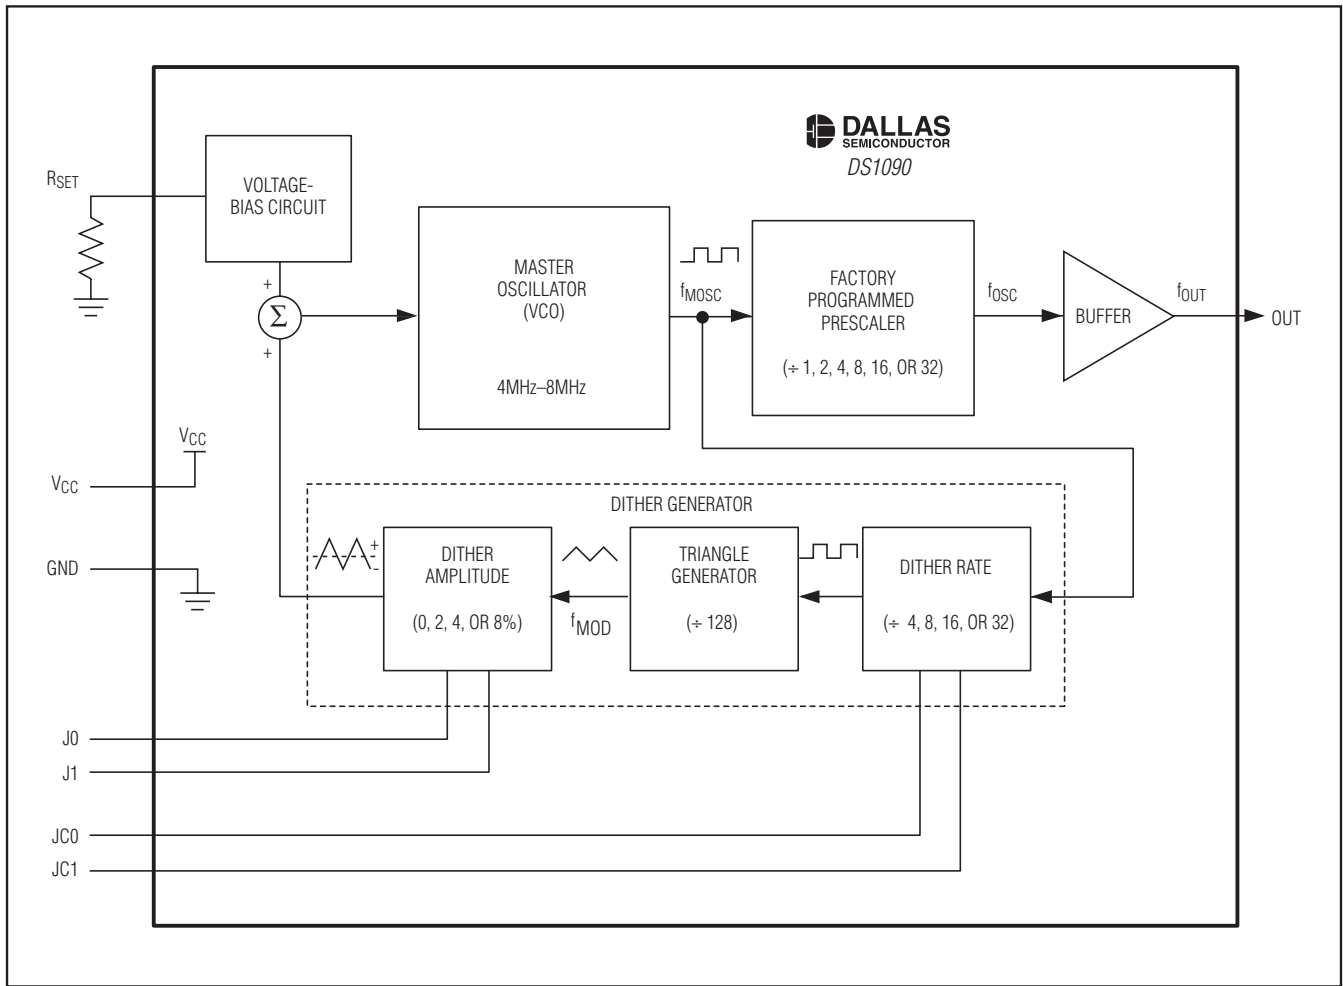 DALLAS
SEMICONDUCTOR
DS1090
RSET
VOLTAGE-
BIAS CIRCUIT
+
Σ
+
MASTER
OSCILLATOR
(VCO)
4MHz–8MHz
fMOSC
FACTORY
PROGRAMMED
PRESCALER
(÷ 1, 2, 4, 8, 16, OR 32)
fOSC
BUFFER
fOUT
OUT
VCC
VCC
GND
DITHER GENERATOR
+
-
DITHER
AMPLITUDE
(0, 2, 4, OR 8%)
fMOD
TRIANGLE
GENERATOR
(÷ 128)
DITHER RATE
(÷ 4, 8, 16, OR 32)
J0
J1
JC0
JC1